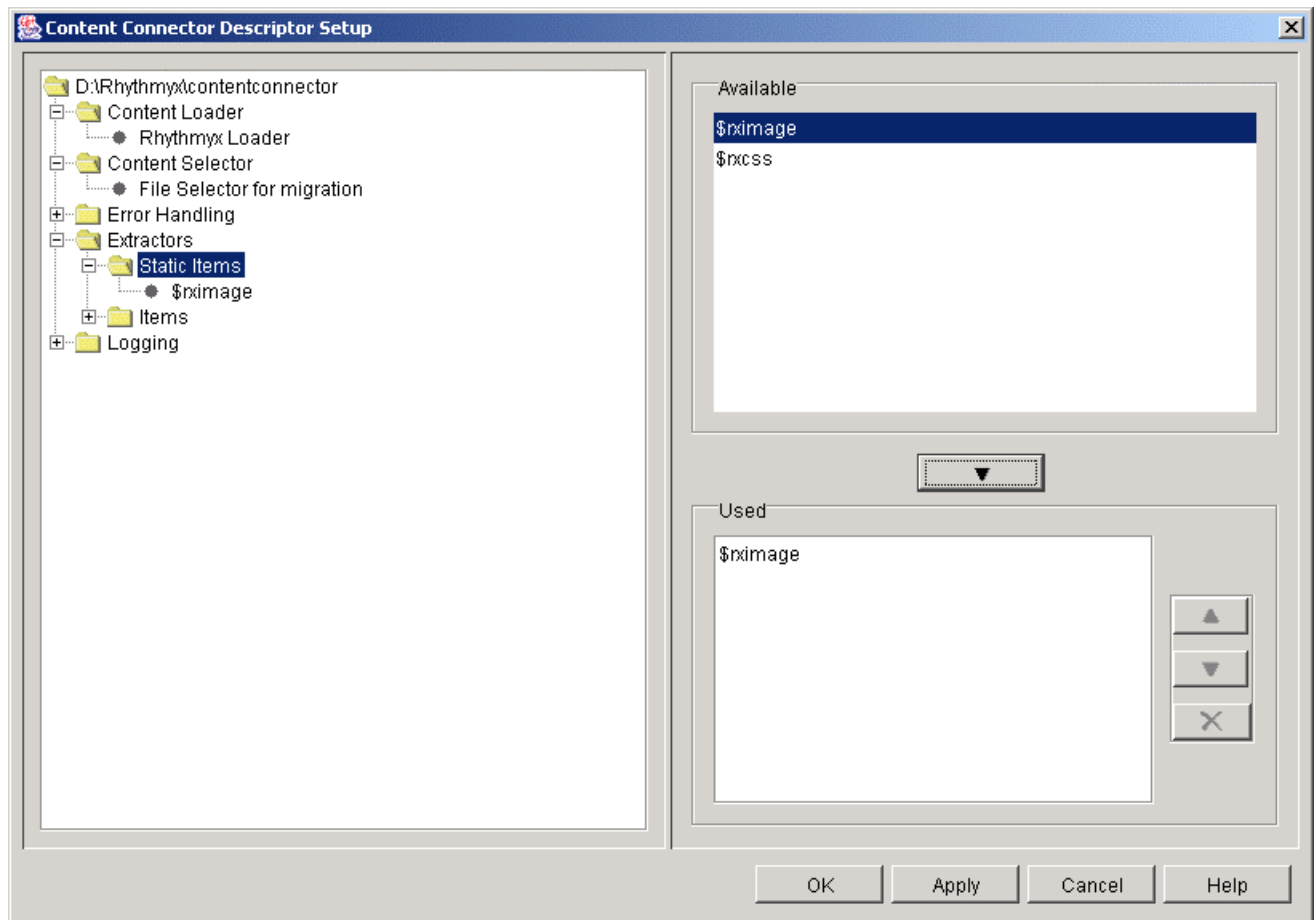 Content Connector Descriptor Setup
D:\Rhythmyx\contentconnector
Content Loader
Rhythmyx Loader
Content Selector
File Selector for migration
Error Handling
Extractors
Static Items
$rximage
Items
Logging
Available
$rximage
$rxcss
Used
$rximage
OK
Apply
Cancel
Help